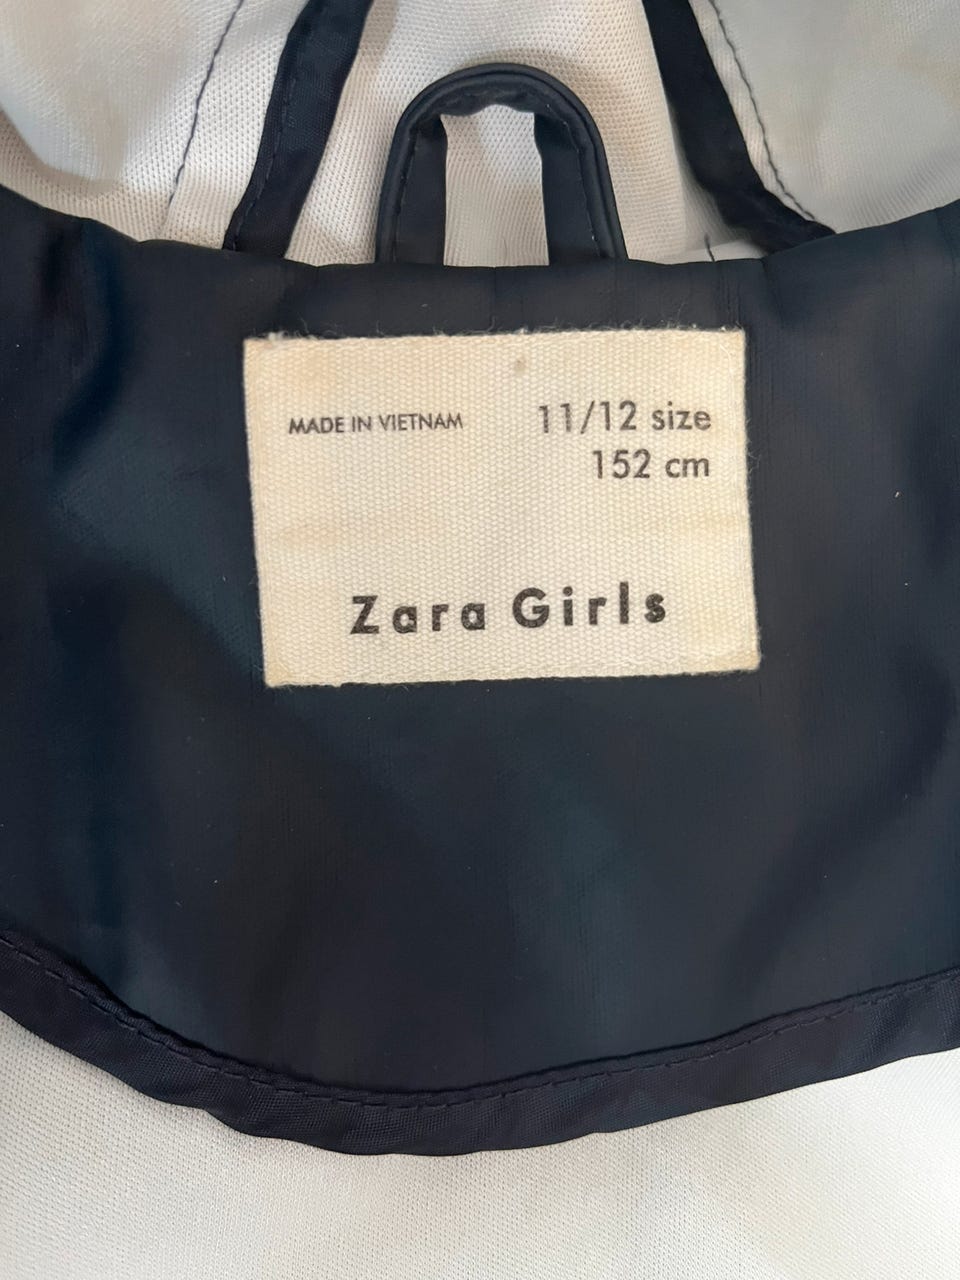 MADE IN VIETNAM
11/12 size
152 cm
Zara Girls